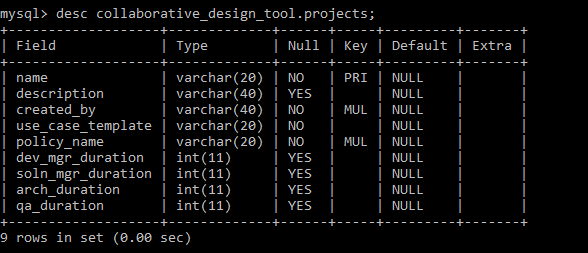 mysql> desc collaborative_design_tool.projects;
+-------------------+-------------+------+-----+---------+-------+
| Field             | Type        | Null | Key | Default | Extra |
+-------------------+-------------+------+-----+---------+-------+
| name              | varchar(20) | NO   | PRI | NULL    |       |
| description       | varchar(40) | YES  |     | NULL    |       |
| created_by        | varchar(40) | NO   | MUL | NULL    |       |
| use_case_template | varchar(20) | NO   |     | NULL    |       |
| policy_name       | varchar(20) | NO   | MUL | NULL    |       |
| dev_mgr_duration  | int(11)     | YES  |     | NULL    |       |
| soln_mgr_duration | int(11)     | YES  |     | NULL    |       |
| arch_duration     | int(11)     | YES  |     | NULL    |       |
| qa_duration       | int(11)     | YES  |     | NULL    |       |
+-------------------+-------------+------+-----+---------+-------+
9 rows in set (0.00 sec)